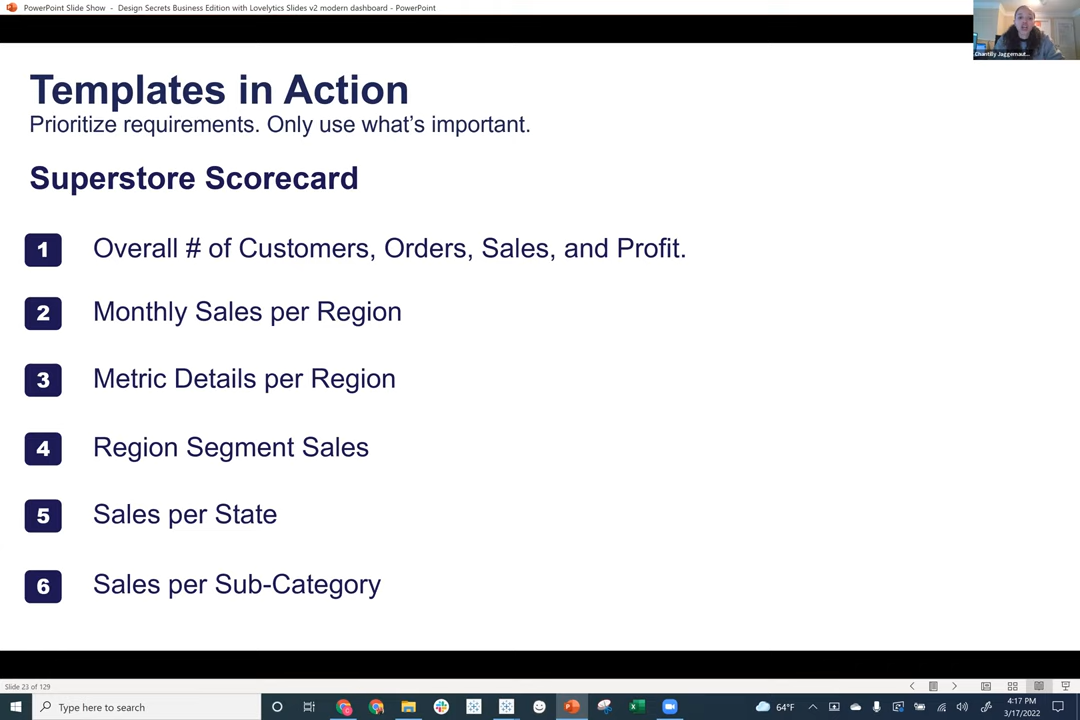 PowerPoint Slide Show - Design Secrets Business Edition with Lovelytics Slides v2 modern dashboard - PowerPoint
Chantilly Jaggernaut...
Templates in Action
Prioritize requirements. Only use what's important.
Superstore Scorecard
1 Overall # of Customers, Orders, Sales, and Profit.
2 Monthly Sales per Region
3 Metric Details per Region
4 Region Segment Sales
5 Sales per State
6 Sales per Sub-Category
Slide 23 of 129
Type here to search
64°F
4:17 PM
3/17/2022